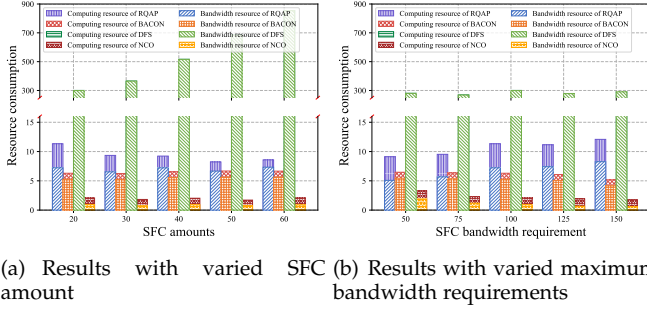 900
700
500
300
15
10
5
0
Resource consumption
Computing resource of RQAP
Computing resource of BACON
Computing resource of DFS
Computing resource of NCO
Bandwidth resource of RQAP
Bandwidth resource of BACON
Bandwidth resource of DFS
Bandwidth resource of NCO
20 30 40 50 60
SFC amounts
900
700
500
300
15
10
5
0
Resource consumption
Computing resource of RQAP
Computing resource of BACON
Computing resource of DFS
Computing resource of NCO
Bandwidth resource of RQAP
Bandwidth resource of BACON
Bandwidth resource of DFS
Bandwidth resource of NCO
50 75 100 125 150
SFC bandwidth requirement
(a) Results with varied SFC
amount
(b) Results with varied maximum
bandwidth requirements